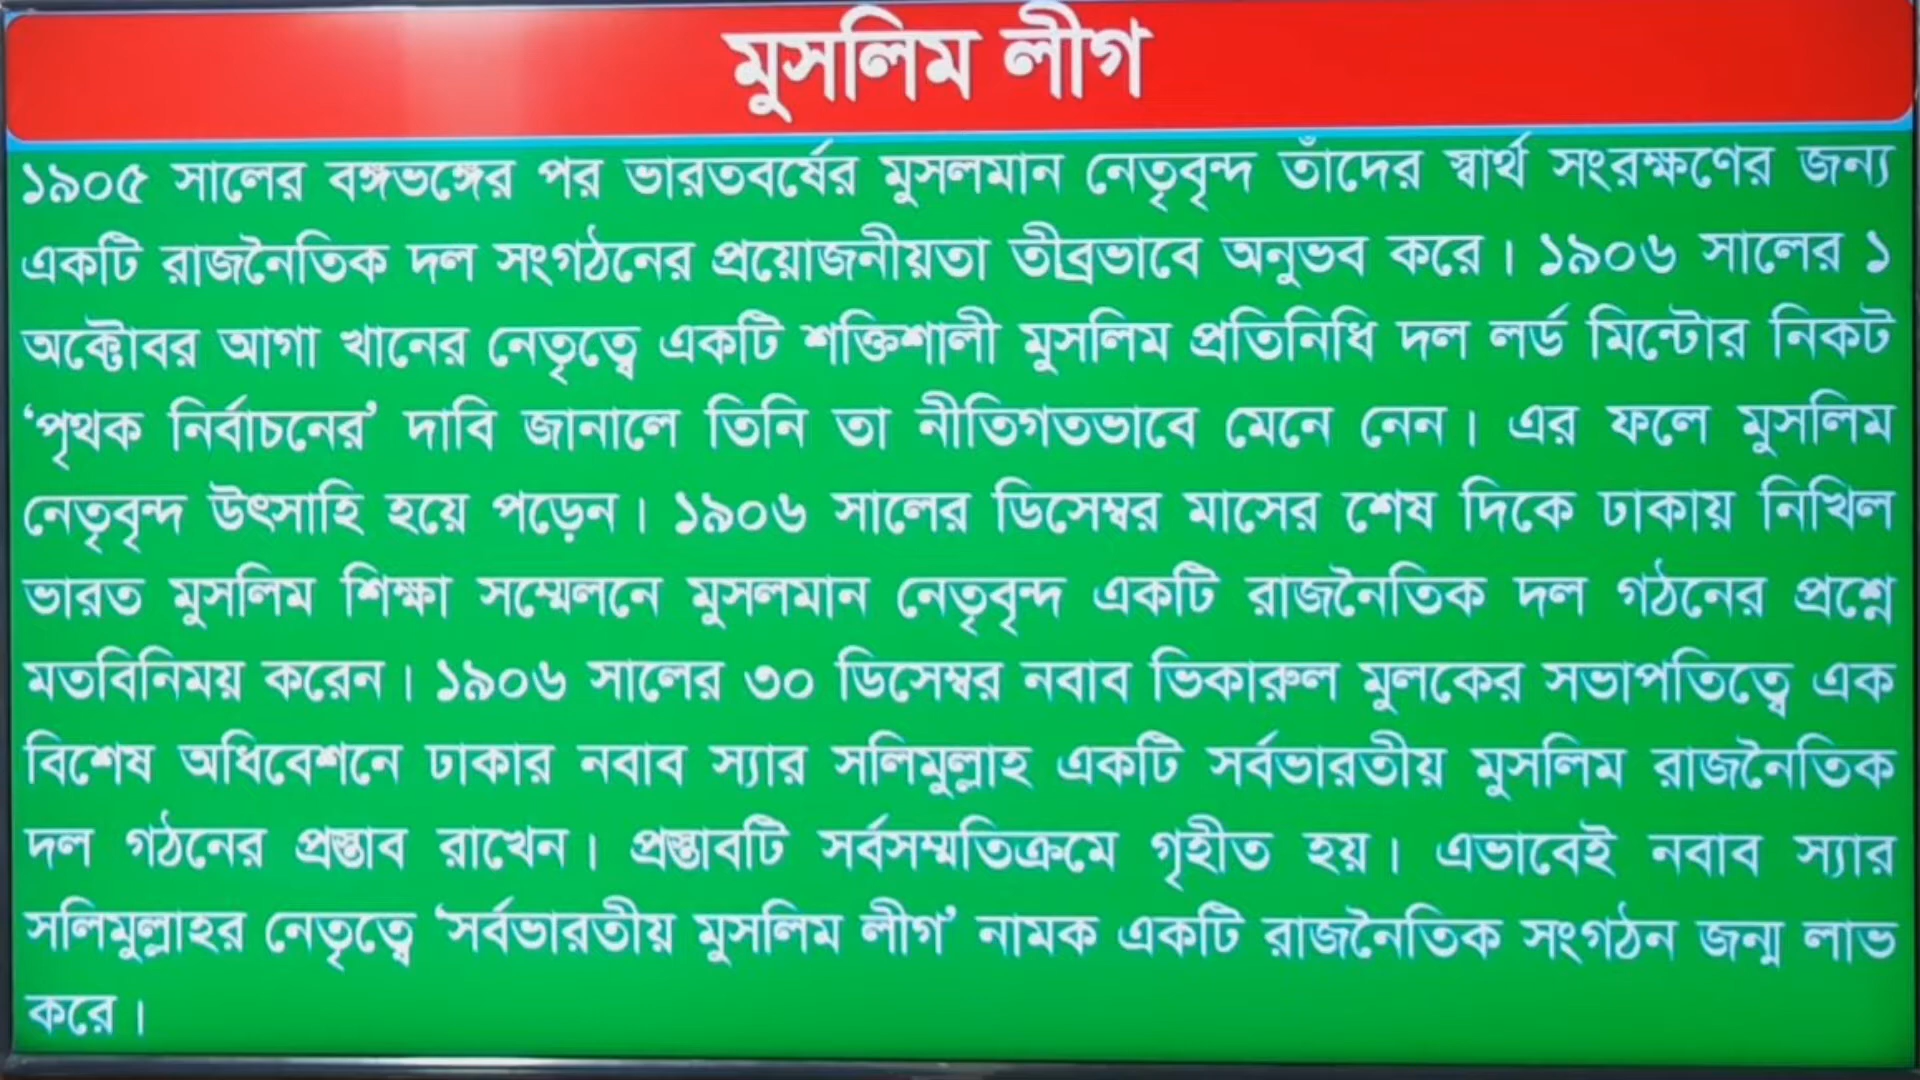 মুসলিম লীগ
১৯০৫ সালের বঙ্গভঙ্গের পর ভারতবর্ষের মুসলমান নেতৃবৃন্দ তাঁদের স্বার্থ সংরক্ষণের জন্য
একটি রাজনৈতিক দল সংগঠনের প্রয়োজনীয়তা তীব্রভাবে অনুভব করে। ১৯০৬ সালের ১
অক্টোবর আগা খানের নেতৃত্বে একটি শক্তিশালী মুসলিম প্রতিনিধি দল লর্ড মিন্টোর নিকট
‘পৃথক নির্বাচনের’ দাবি জানালে তিনি তা নীতিগতভাবে মেনে নেন। এর ফলে মুসলিম
নেতৃবৃন্দ উৎসাহি হয়ে পড়েন। ১৯০৬ সালের ডিসেম্বর মাসের শেষ দিকে ঢাকায় নিখিল
ভারত মুসলিম শিক্ষা সম্মেলনে মুসলমান নেতৃবৃন্দ একটি রাজনৈতিক দল গঠনের প্রশ্নে
মতবিনিময় করেন। ১৯০৬ সালের ৩০ ডিসেম্বর নবাব ভিকারুল মুলকের সভাপতিত্বে এক
বিশেষ অধিবেশনে ঢাকার নবাব স্যার সলিমুল্লাহ একটি সর্বভারতীয় মুসলিম রাজনৈতিক
দল গঠনের প্রস্তাব রাখেন। প্রস্তাবটি সর্বসম্মতিক্রমে গৃহীত হয়। এভাবেই নবাব স্যার
সলিমুল্লাহর নেতৃত্বে ‘সর্বভারতীয় মুসলিম লীগ’ নামক একটি রাজনৈতিক সংগঠন জন্ম লাভ
করে।